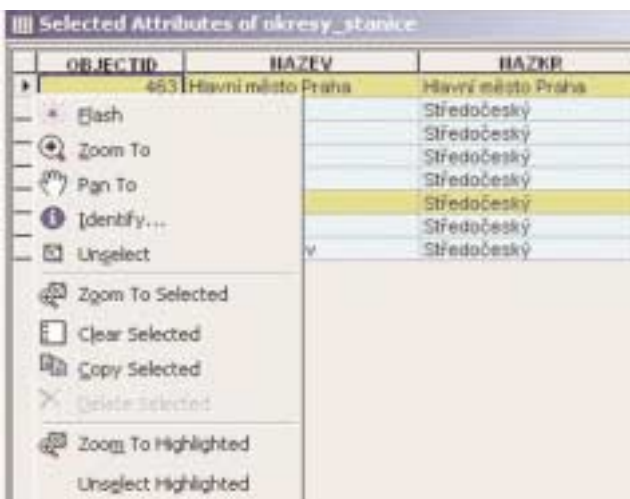 Selected Attributes of okresy_stanice
OBJECTID NAZEV NAZKR
463 Hlavní město Praha Hlavní město Praha
Středočeský
Středočeský
Středočeský
Středočeský
Středočeský
Středočeský
v Středočeský
Flash
Zoom To
Pan To
Identify...
Unselect
Zoom To Selected
Clear Selected
Copy Selected
Delete Selected
Zoom To Highlighted
Unselect Highlighted